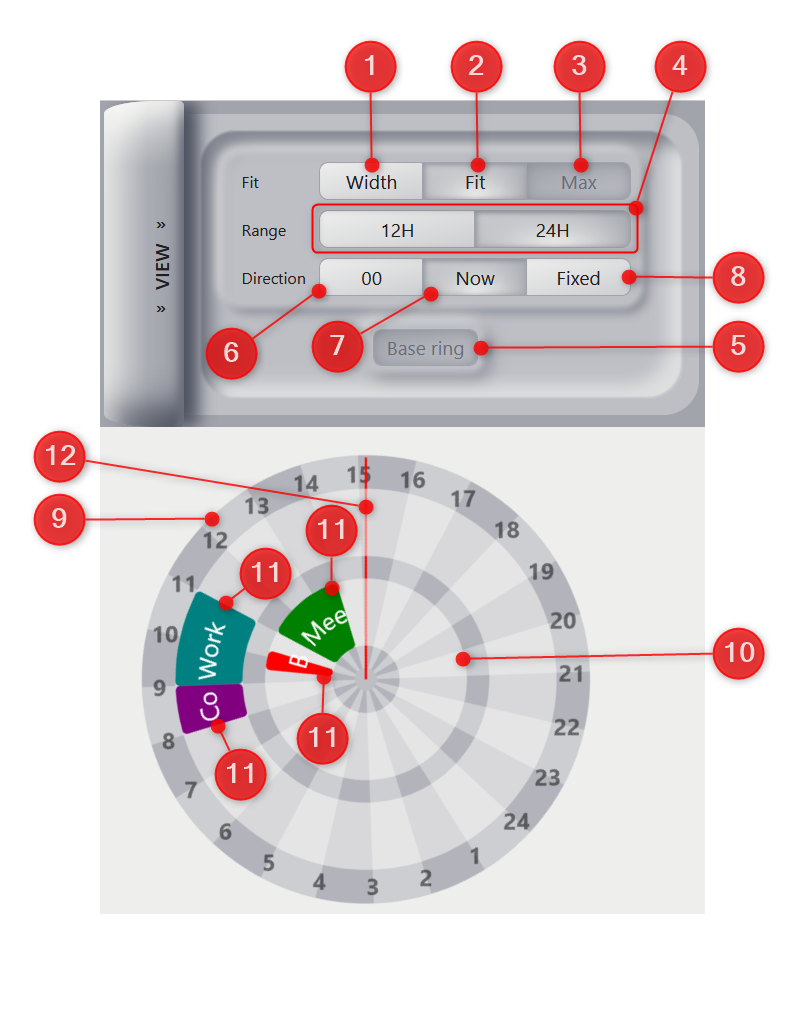 1
2
3
4
Fit
Width
Fit
Max
Range
12H
24H
» VIEW »
Direction
00
Now
Fixed
8
6
7
Base ring
5
12
9
11
11
10
11
11
15
16
17
18
19
20
21
22
23
24
1
2
3
4
5
6
7
8
9
10
11
12
13
14
Mee
Work
B
Co